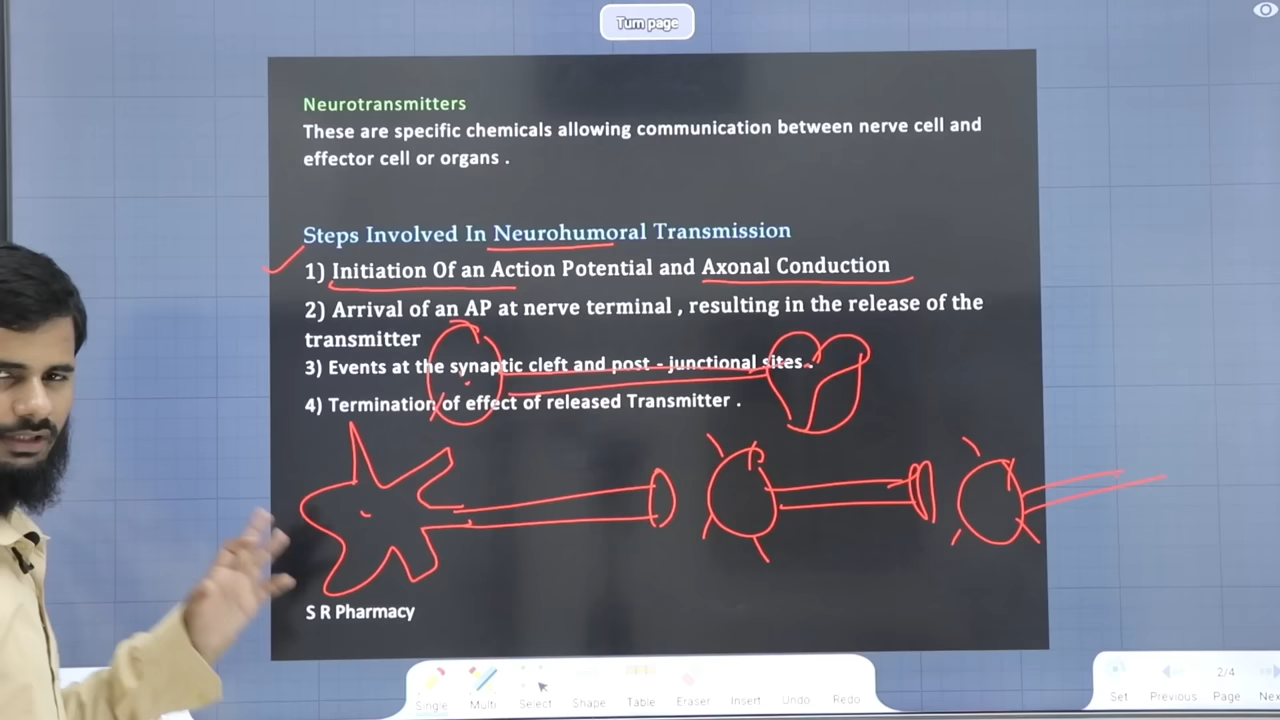 Turn page
Neurotransmitters
These are specific chemicals allowing communication between nerve cell and
effector cell or organs .
Steps Involved In Neurohumoral Transmission
1) Initiation Of an Action Potential and Axonal Conduction
2) Arrival of an AP at nerve terminal , resulting in the release of the
transmitter
3) Events at the synaptic cleft and post - junctional sites .
4) Termination of effect of released Transmitter .
S R Pharmacy
2/4
Single Multi Select Shape Table Eraser Insert Undo Redo Set Previous Page Nex